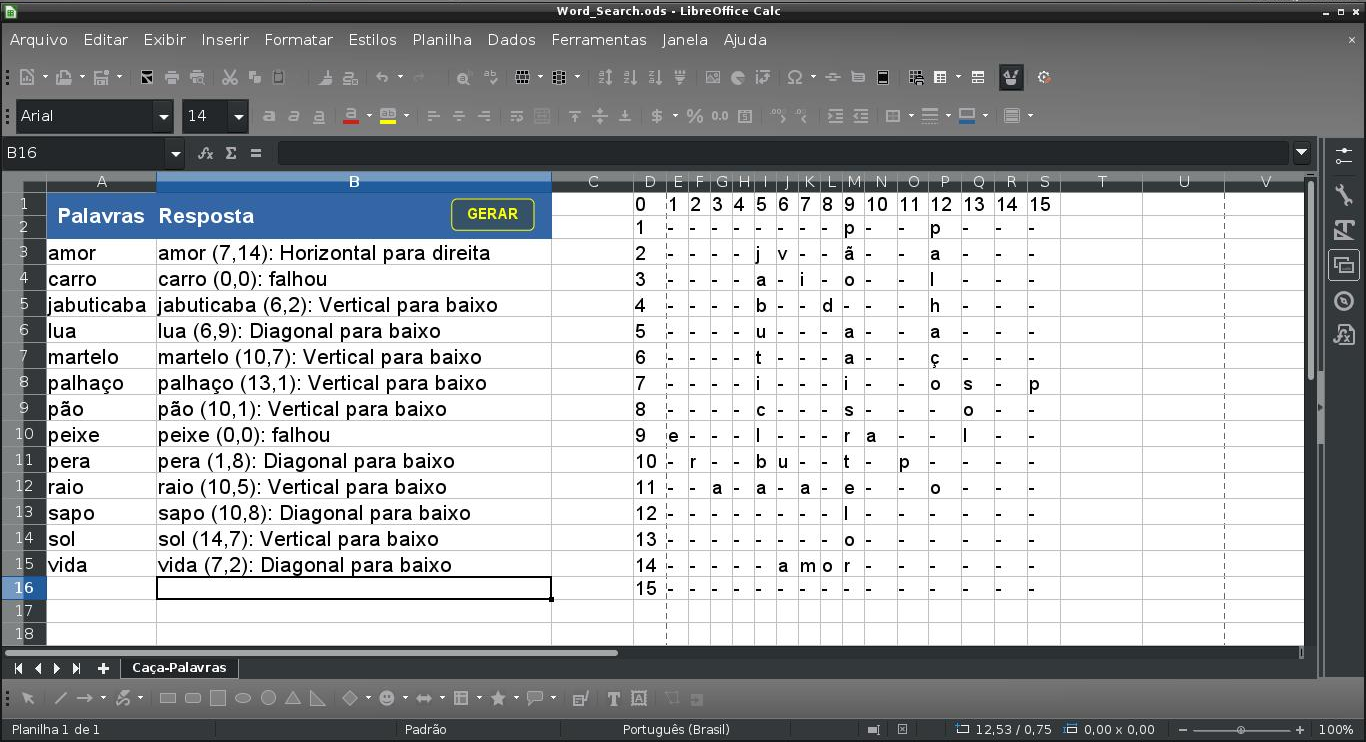 Word_Search.ods - LibreOffice Calc
Arquivo Editar Exibir Inserir Formatar Estilos Planilha Dados Ferramentas Janela Ajuda
Arial 14
B16
A B C D E F G H I J K L M N O P Q R S T U V
1 Palavras Resposta GERAR 0 1 2 3 4 5 6 7 8 9 10 11 12 13 14 15
2 1 - - - - - - - - p - - p - - -
3 amor amor (7,14): Horizontal para direita 2 - - - - j v - - ã - - a - - -
4 carro carro (0,0): falhou 3 - - - - a - i - o - - l - - -
5 jabuticaba jabuticaba (6,2): Vertical para baixo 4 - - - - b - - d - - - h - - -
6 lua lua (6,9): Diagonal para baixo 5 - - - - u - - - a - - a - - -
7 martelo martelo (10,7): Vertical para baixo 6 - - - - t - - - a - - ç - - -
8 palhaço palhaço (13,1): Vertical para baixo 7 - - - - i - - - i - - o s - p
9 pão pão (10,1): Vertical para baixo 8 - - - - c - - - s - - - o - -
10 peixe peixe (0,0): falhou 9 e - - - l - - - r a - - l - -
11 pera pera (1,8): Diagonal para baixo 10 - r - - b u - - t - p - - - -
12 raio raio (10,5): Vertical para baixo 11 - - a - a - a - e - - o - - -
13 sapo sapo (10,8): Diagonal para baixo 12 - - - - - - - - l - - - - - -
14 sol sol (14,7): Vertical para baixo 13 - - - - - - - - o - - - - - -
15 vida vida (7,2): Diagonal para baixo 14 - - - - - a m o r - - - - - -
16 15 - - - - - - - - - - - - - - -
17
18
Caça-Palavras
Planilha 1 de 1 Padrão Português (Brasil) 12,53 / 0,75 0,00 x 0,00 100%